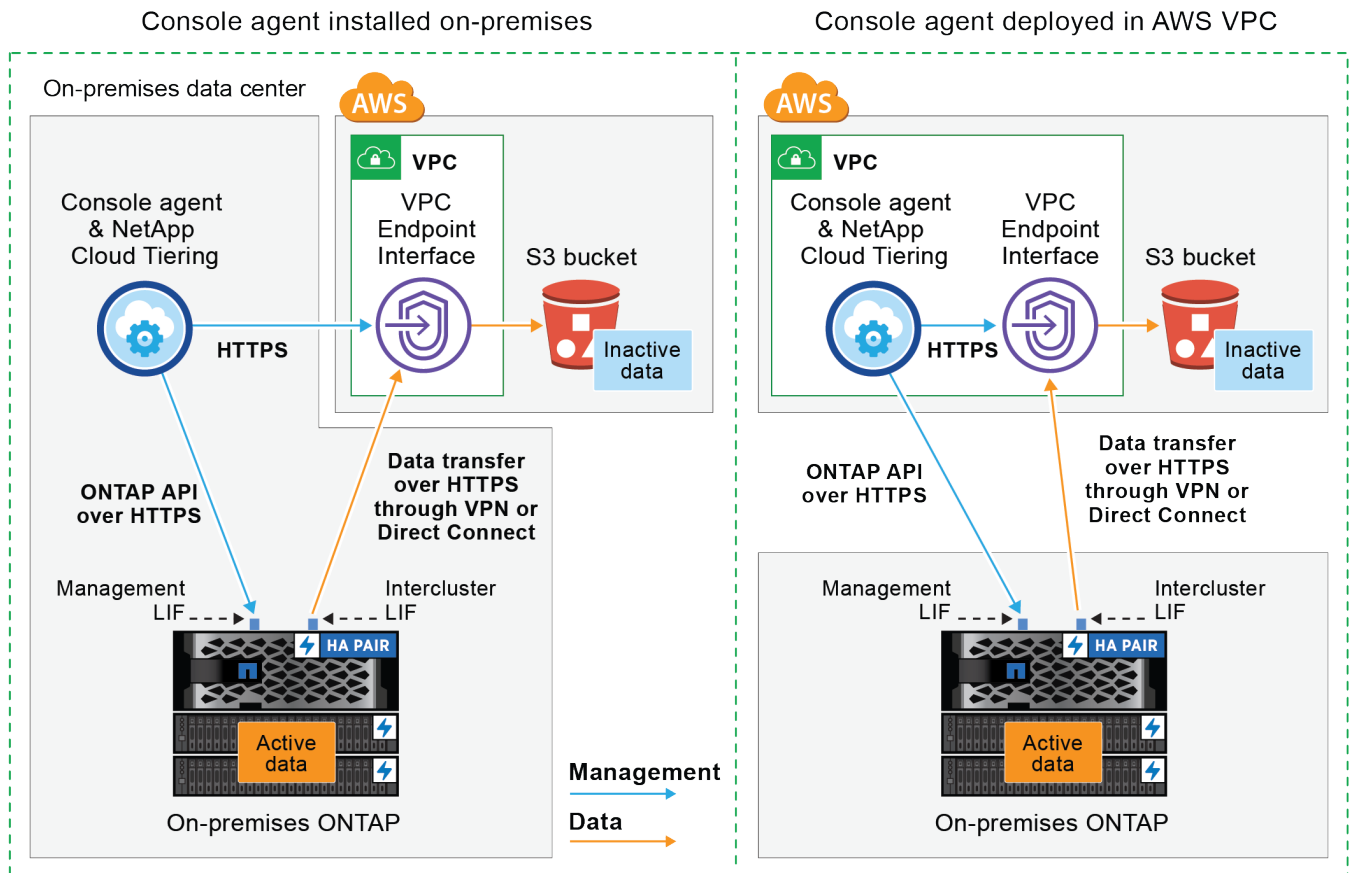 Console agent installed on-premises
On-premises data center
AWS
VPC
Console agent
& NetApp
Cloud Tiering
VPC
Endpoint
Interface
S3 bucket
Inactive
data
HTTPS
ONTAP API
over HTTPS
Data transfer
over HTTPS
through VPN or
Direct Connect
Management
LIF
Intercluster
LIF
HA PAIR
Active
data
On-premises ONTAP
Management
Data
Console agent deployed in AWS VPC
AWS
VPC
Console agent
& NetApp
Cloud Tiering
VPC
Endpoint
Interface
S3 bucket
Inactive
data
HTTPS
ONTAP API
over HTTPS
Data transfer
over HTTPS
through VPN or
Direct Connect
Management
LIF
Intercluster
LIF
HA PAIR
Active
data
On-premises ONTAP